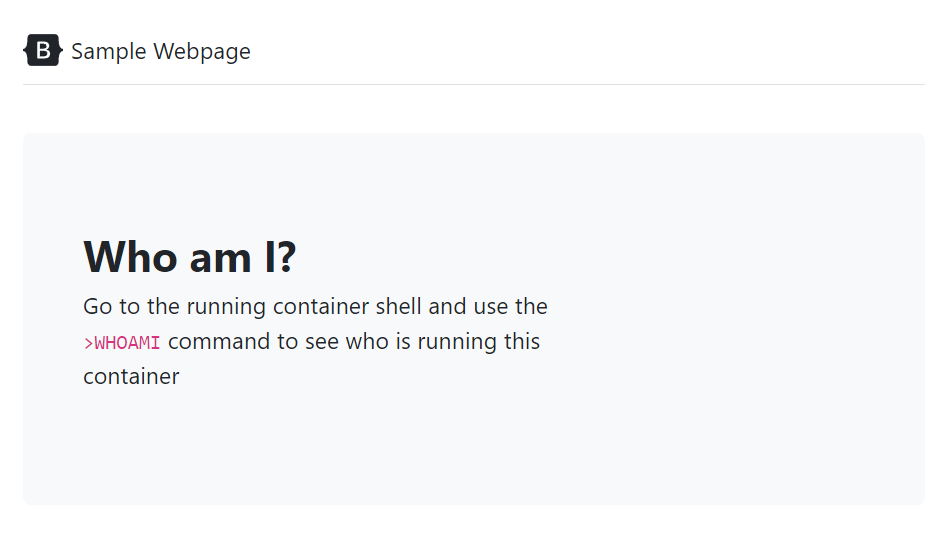 B Sample Webpage
Who am I?
Go to the running container shell and use the
>WHOAMI command to see who is running this
container